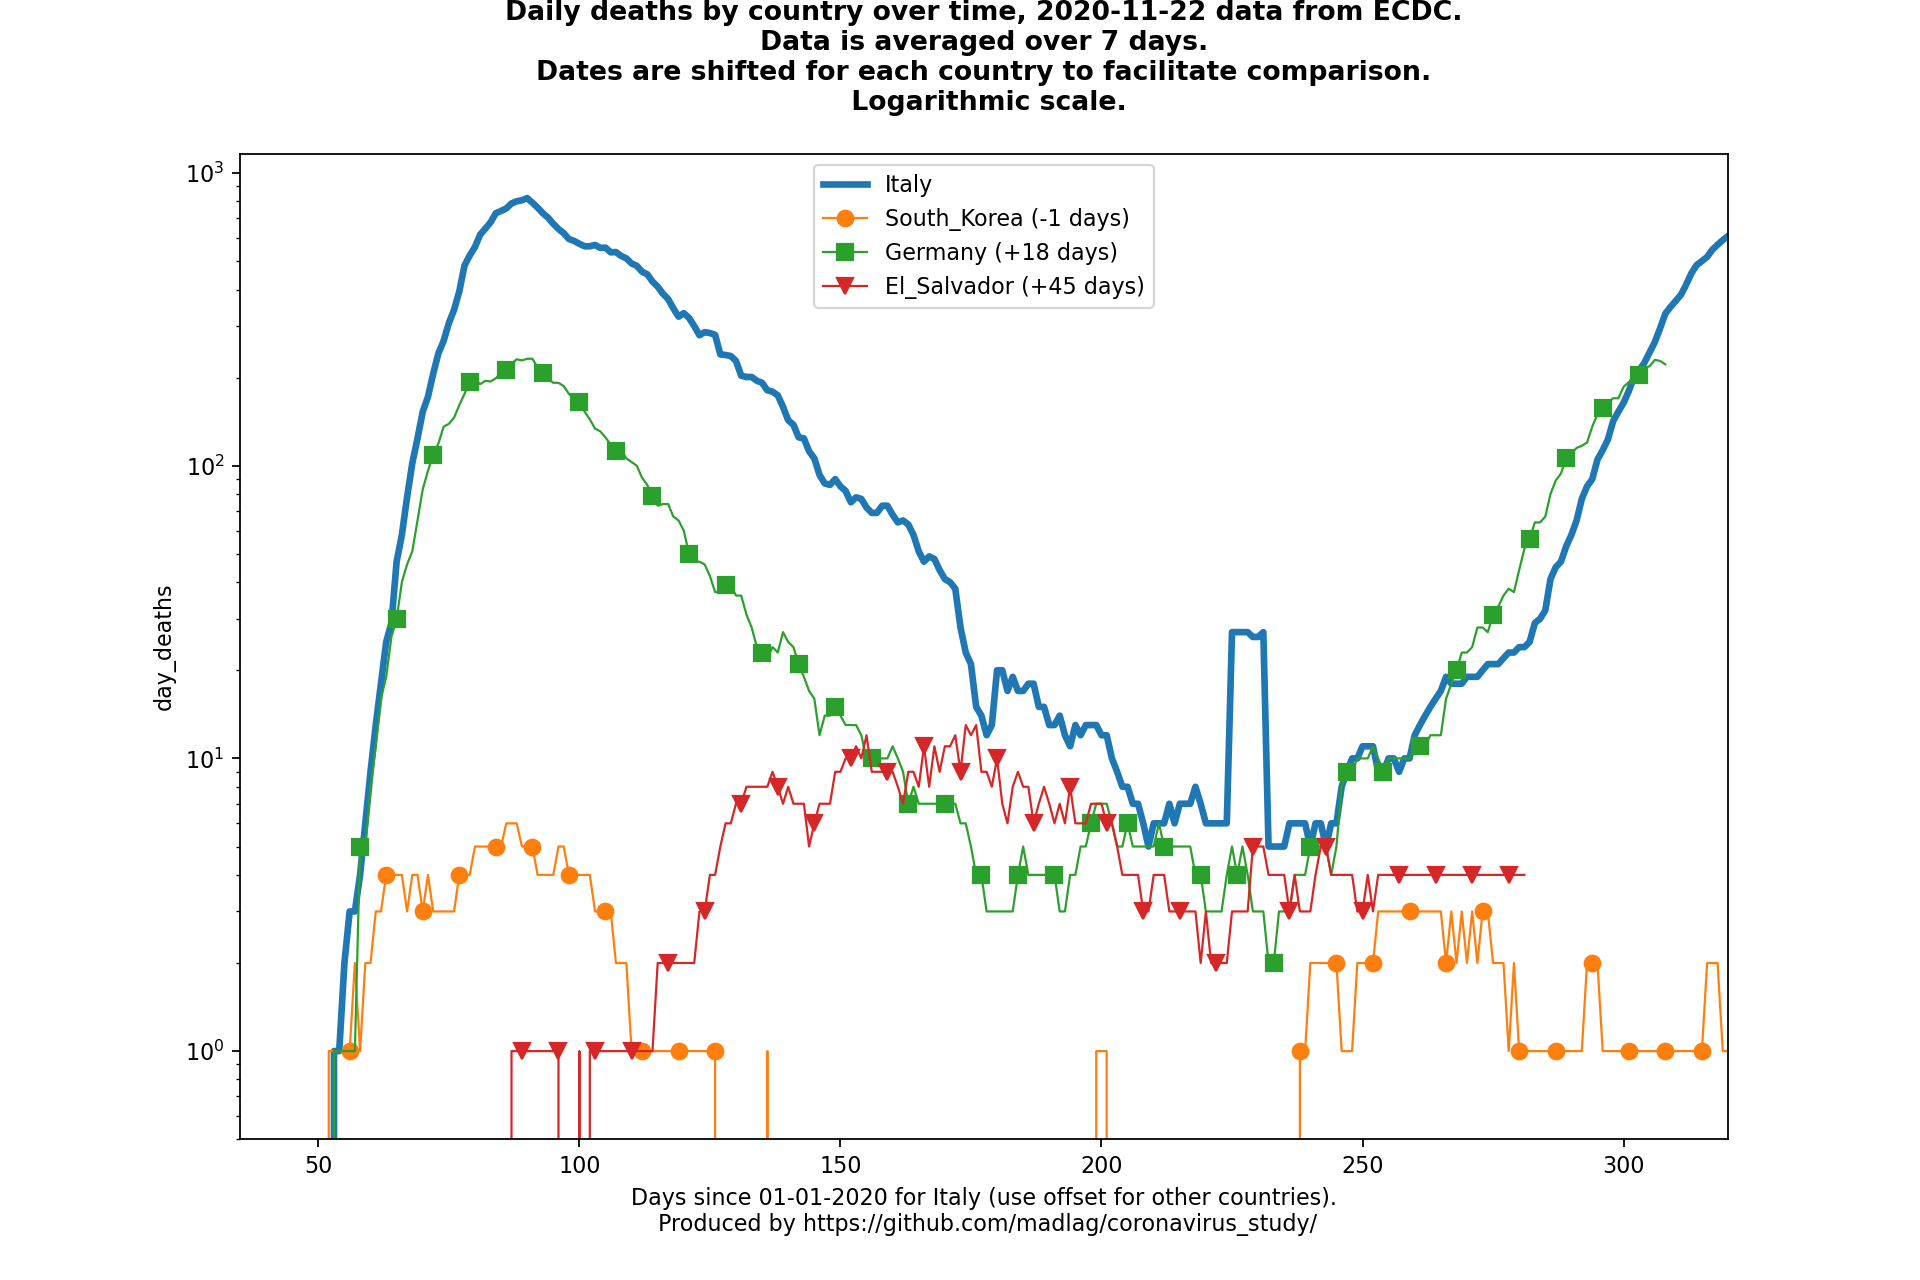 Daily deaths by country over time, 2020-11-22 data from ECDC.
Data is averaged over 7 days.
Dates are shifted for each country to facilitate comparison.
Logarithmic scale.
10³
Italy
South_Korea (-1 days)
Germany (+18 days)
El_Salvador (+45 days)
10²
day_deaths
10¹
10⁰
50 100 150 200 250 300
Days since 01-01-2020 for Italy (use offset for other countries).
Produced by https://github.com/madlag/coronavirus_study/